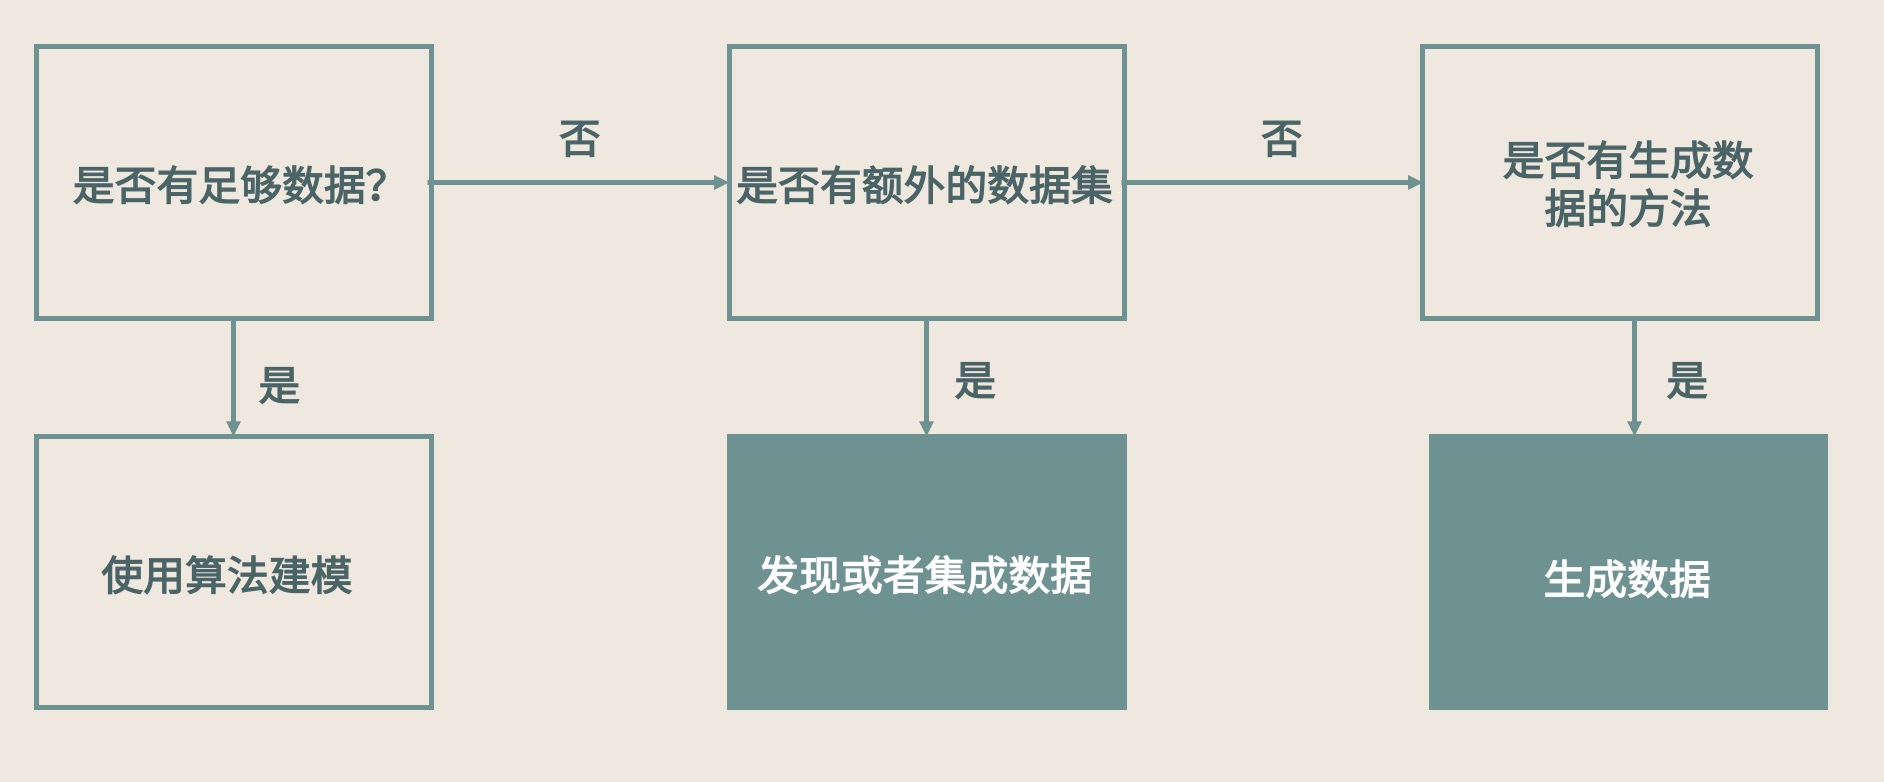 是否有足够数据?
否
是否有额外的数据集
否
是否有生成数
据的方法
是
是
是
使用算法建模
发现或者集成数据
生成数据